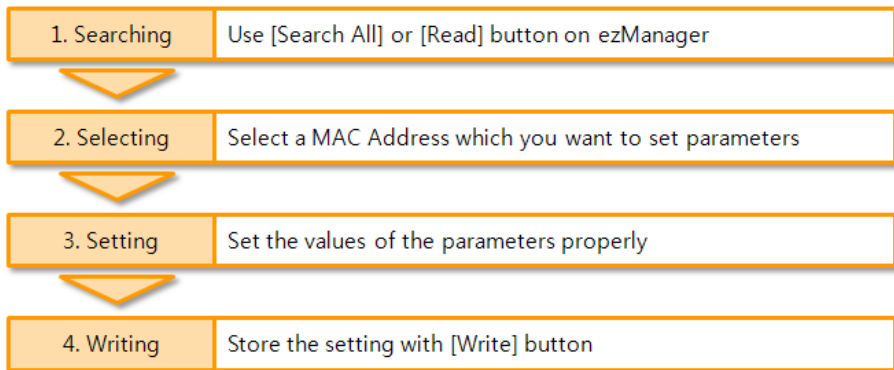 1. Searching Use [Search All] or [Read] button on ezManager
2. Selecting Select a MAC Address which you want to set parameters
3. Setting Set the values of the parameters properly
4. Writing Store the setting with [Write] button